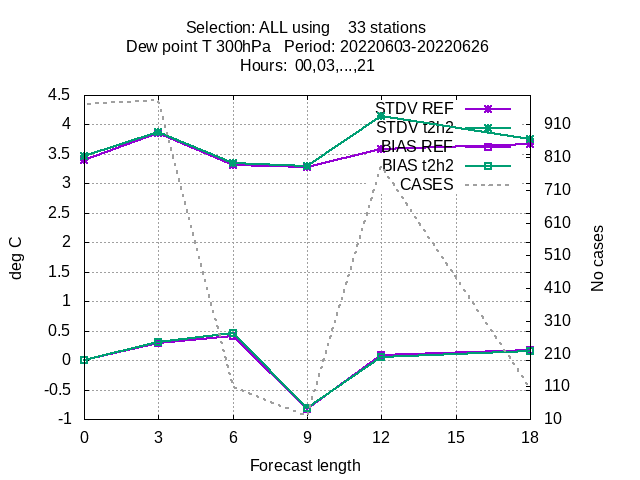 Selection: ALL using 33 stations
Dew point T 300hPa Period: 20220603-20220626
Hours: 00,03,...,21
4.5
4
3.5
3
2.5
2
1.5
1
0.5
0
-0.5
-1
deg C
STDV REF
STDV t2h2
BIAS REF
BIAS t2h2
CASES
910
810
710
610
510
410
310
210
110
10
No cases
0 3 6 9 12 15 18
Forecast length